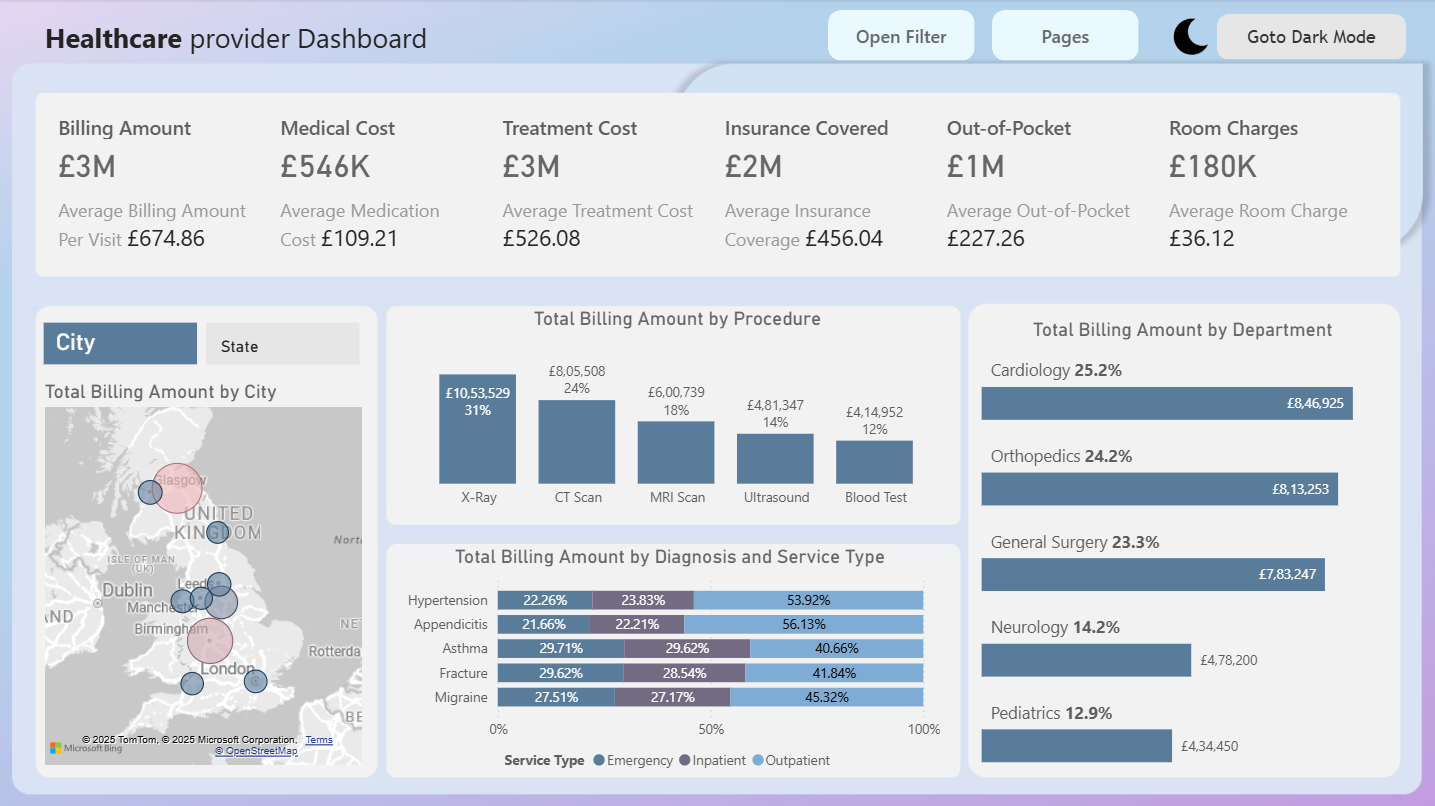 Healthcare provider Dashboard
Open Filter
Pages
Goto Dark Mode
Billing Amount
£3M
Average Billing Amount
Per Visit £674.86
Medical Cost
£546K
Average Medication
Cost £109.21
Treatment Cost
£3M
Average Treatment Cost
£526.08
Insurance Covered
£2M
Average Insurance
Coverage £456.04
Out-of-Pocket
£1M
Average Out-of-Pocket
£227.26
Room Charges
£180K
Average Room Charge
£36.12
City
State
Total Billing Amount by City
Glasgow
UNITED
KINGDOM
North
ISLE OF MAN
(UK)
Leeds
Dublin
Manchester
AND
Birmingham
NE
Rotterda
London
BE
© 2025 TomTom, © 2025 Microsoft Corporation, Terms
Microsoft Bing
© OpenStreetMap
Total Billing Amount by Procedure
£10,53,529
31%
£8,05,508
24%
£6,00,739
18%
£4,81,347
14%
£4,14,952
12%
X-Ray
CT Scan
MRI Scan
Ultrasound
Blood Test
Total Billing Amount by Diagnosis and Service Type
Hypertension 22.26% 23.83% 53.92%
Appendicitis 21.66% 22.21% 56.13%
Asthma 29.71% 29.62% 40.66%
Fracture 29.62% 28.54% 41.84%
Migraine 27.51% 27.17% 45.32%
0% 50% 100%
Service Type Emergency Inpatient Outpatient
Total Billing Amount by Department
Cardiology 25.2%
£8,46,925
Orthopedics 24.2%
£8,13,253
General Surgery 23.3%
£7,83,247
Neurology 14.2%
£4,78,200
Pediatrics 12.9%
£4,34,450